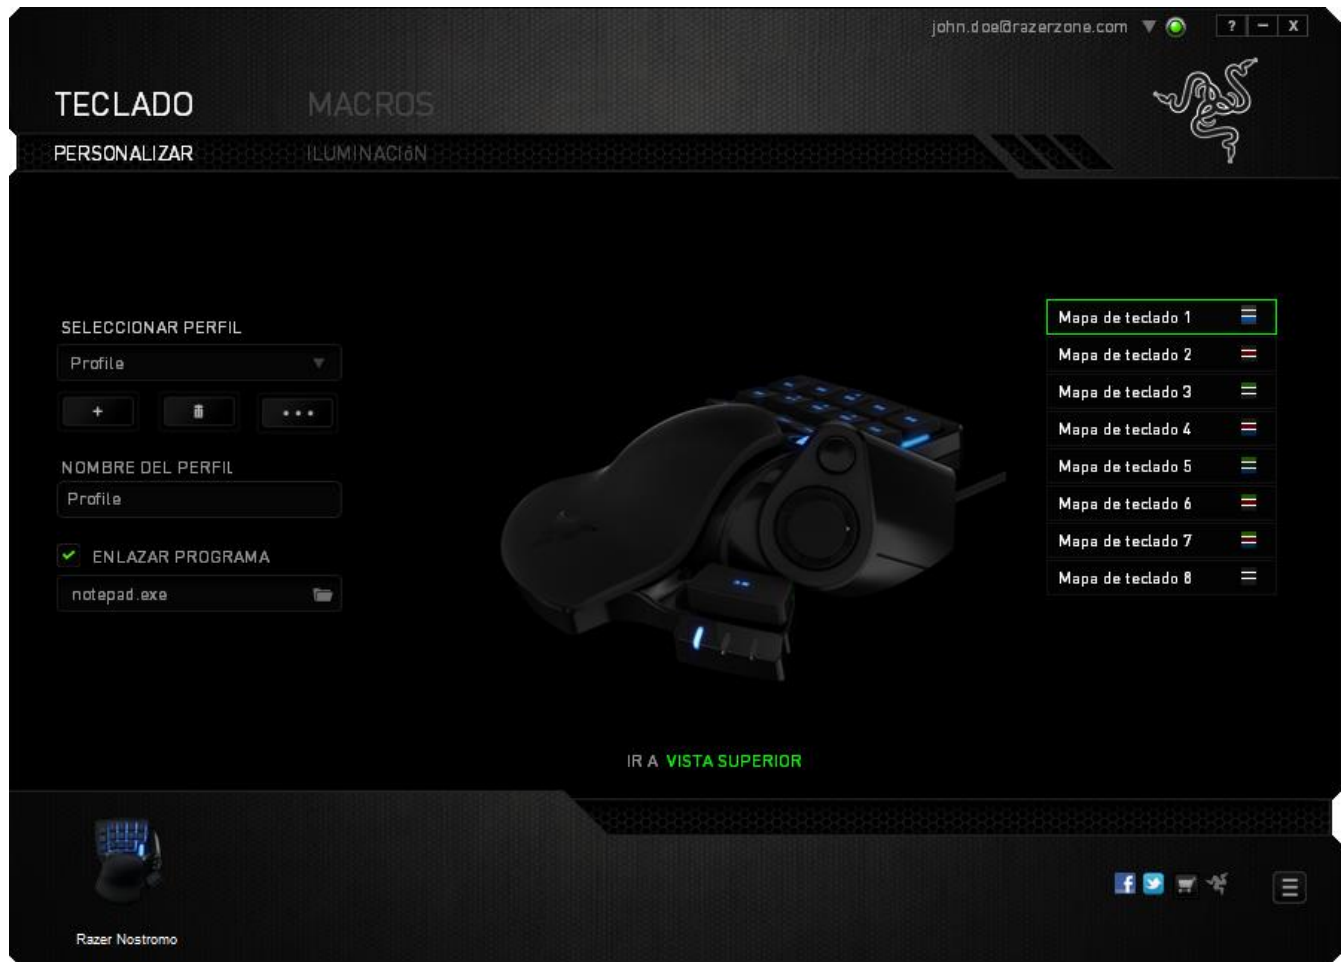 john.doe@razerzone.com
? – X
TECLADO MACROS
PERSONALIZAR ILUMINACIóN
SELECCIONAR PERFIL
Profile
NOMBRE DEL PERFIL
Profile
ENLAZAR PROGRAMA
notepad.exe
Mapa de teclado 1
Mapa de teclado 2
Mapa de teclado 3
Mapa de teclado 4
Mapa de teclado 5
Mapa de teclado 6
Mapa de teclado 7
Mapa de teclado 8
IR A VISTA SUPERIOR
Razer Nostromo